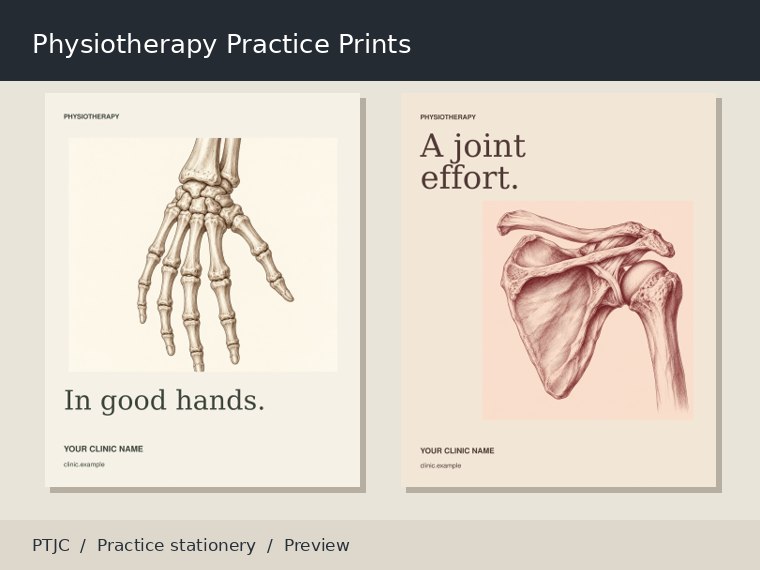 Physiotherapy Practice Prints
PHYSIOTHERAPY
In good hands.
YOUR CLINIC NAME
clinic.example
PHYSIOTHERAPY
A joint
effort.
YOUR CLINIC NAME
clinic.example
PTJC / Practice stationery / Preview